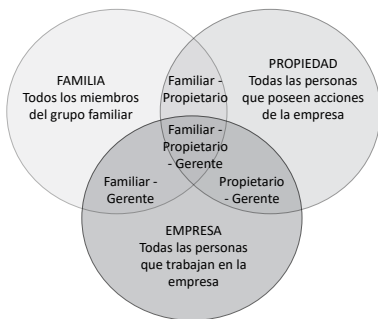 FAMILIA
Todos los miembros
del grupo familiar
Familiar -
Propietario
PROPIEDAD
Todas las personas
que poseen acciones
de la empresa
Familiar -
Propietario
- Gerente
Familiar -
Gerente
Propietario
- Gerente
EMPRESA
Todas las personas
que trabajan en la
empresa